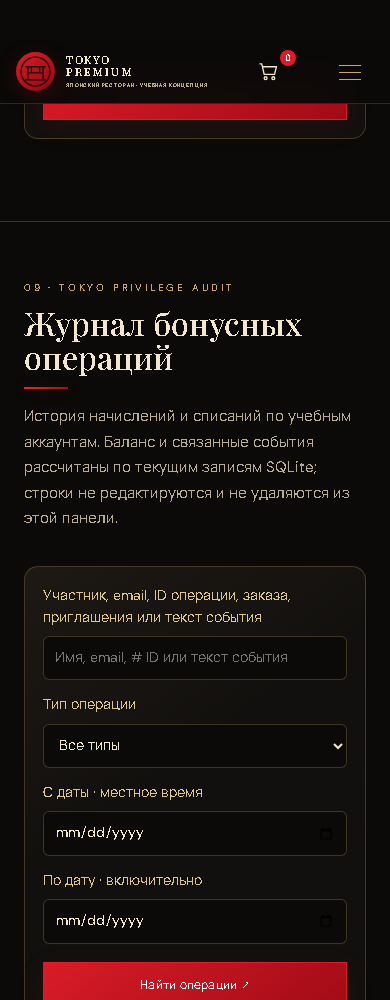 TOKYO
PREMIUM
ЯПОНСКИЙ РЕСТОРАН · УЧЕБНАЯ КОНЦЕПЦИЯ
0
09 · TOKYO PRIVILEGE AUDIT
Журнал бонусных
операций
История начислений и списаний по учебным
аккаунтам. Баланс и связанные события
рассчитаны по текущим записям SQLite;
строки не редактируются и не удаляются из
этой панели.
Участник, email, ID операции, заказа,
приглашения или текст события
Имя, email, # ID или текст события
Тип операции
Все типы
С даты · местное время
mm/dd/yyyy
По дату · включительно
mm/dd/yyyy
Найти операции ↗